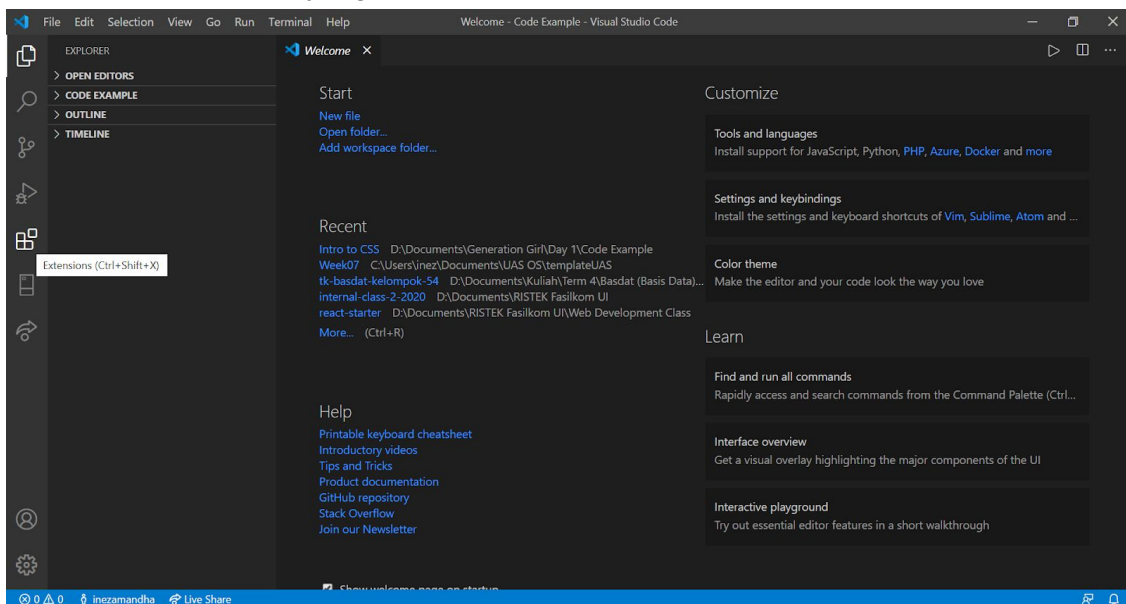 File Edit Selection View Go Run Terminal Help
Welcome - Code Example - Visual Studio Code
EXPLORER
OPEN EDITORS
CODE EXAMPLE
OUTLINE
TIMELINE
Extensions (Ctrl+Shift+X)
Welcome
Start
New file
Open folder...
Add workspace folder...
Recent
Intro to CSS D:\Documents\Generation Girl\Day 1\Code Example
Week07 C:\Users\inez\Documents\UAS OS\templateUAS
tk-basdat-kelompok-54 D:\Documents\Kuliah\Term 4\Basdat (Basis Data)...
internal-class-2-2020 D:\Documents\RISTEK Fasilkom UI
react-starter D:\Documents\RISTEK Fasilkom UI\Web Development Class
More... (Ctrl+R)
Help
Printable keyboard cheatsheet
Introductory videos
Tips and Tricks
Product documentation
GitHub repository
Stack Overflow
Join our Newsletter
Show welcome page on startup
Customize
Tools and languages
Install support for JavaScript, Python, PHP, Azure, Docker and more
Settings and keybindings
Install the settings and keyboard shortcuts of Vim, Sublime, Atom and ...
Color theme
Make the editor and your code look the way you love
Learn
Find and run all commands
Rapidly access and search commands from the Command Palette (Ctrl...
Interface overview
Get a visual overlay highlighting the major components of the UI
Interactive playground
Try out essential editor features in a short walkthrough
0 0 inezamandha Live Share